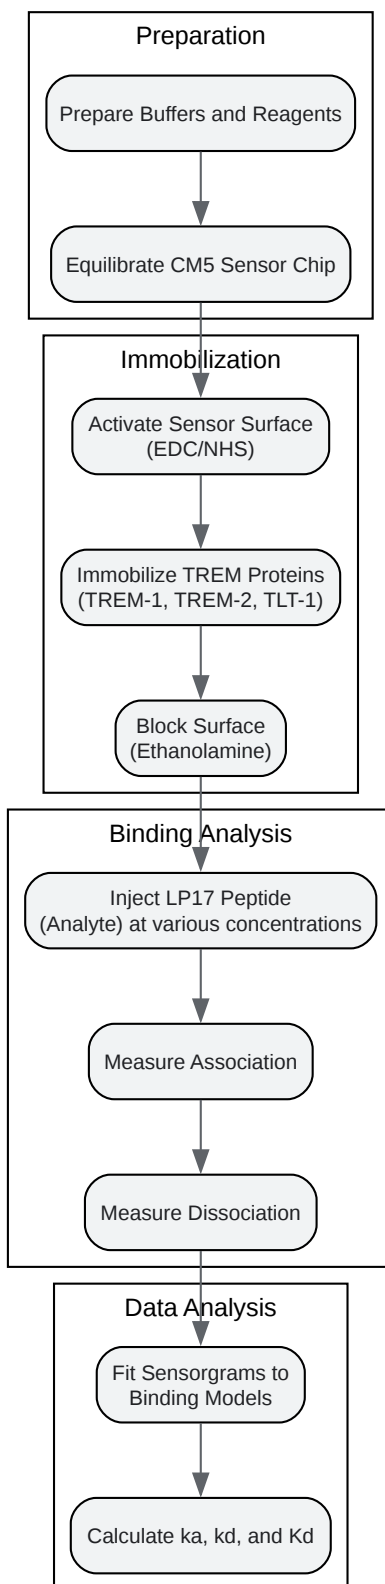 Preparation
Prepare Buffers and Reagents
Equilibrate CM5 Sensor Chip
Immobilization
Activate Sensor Surface
(EDC/NHS)
Immobilize TREM Proteins
(TREM-1, TREM-2, TLT-1)
Block Surface
(Ethanolamine)
Binding Analysis
Inject LP17 Peptide
(Analyte) at various concentrations
Measure Association
Measure Dissociation
Data Analysis
Fit Sensorgrams to
Binding Models
Calculate ka, kd, and Kd